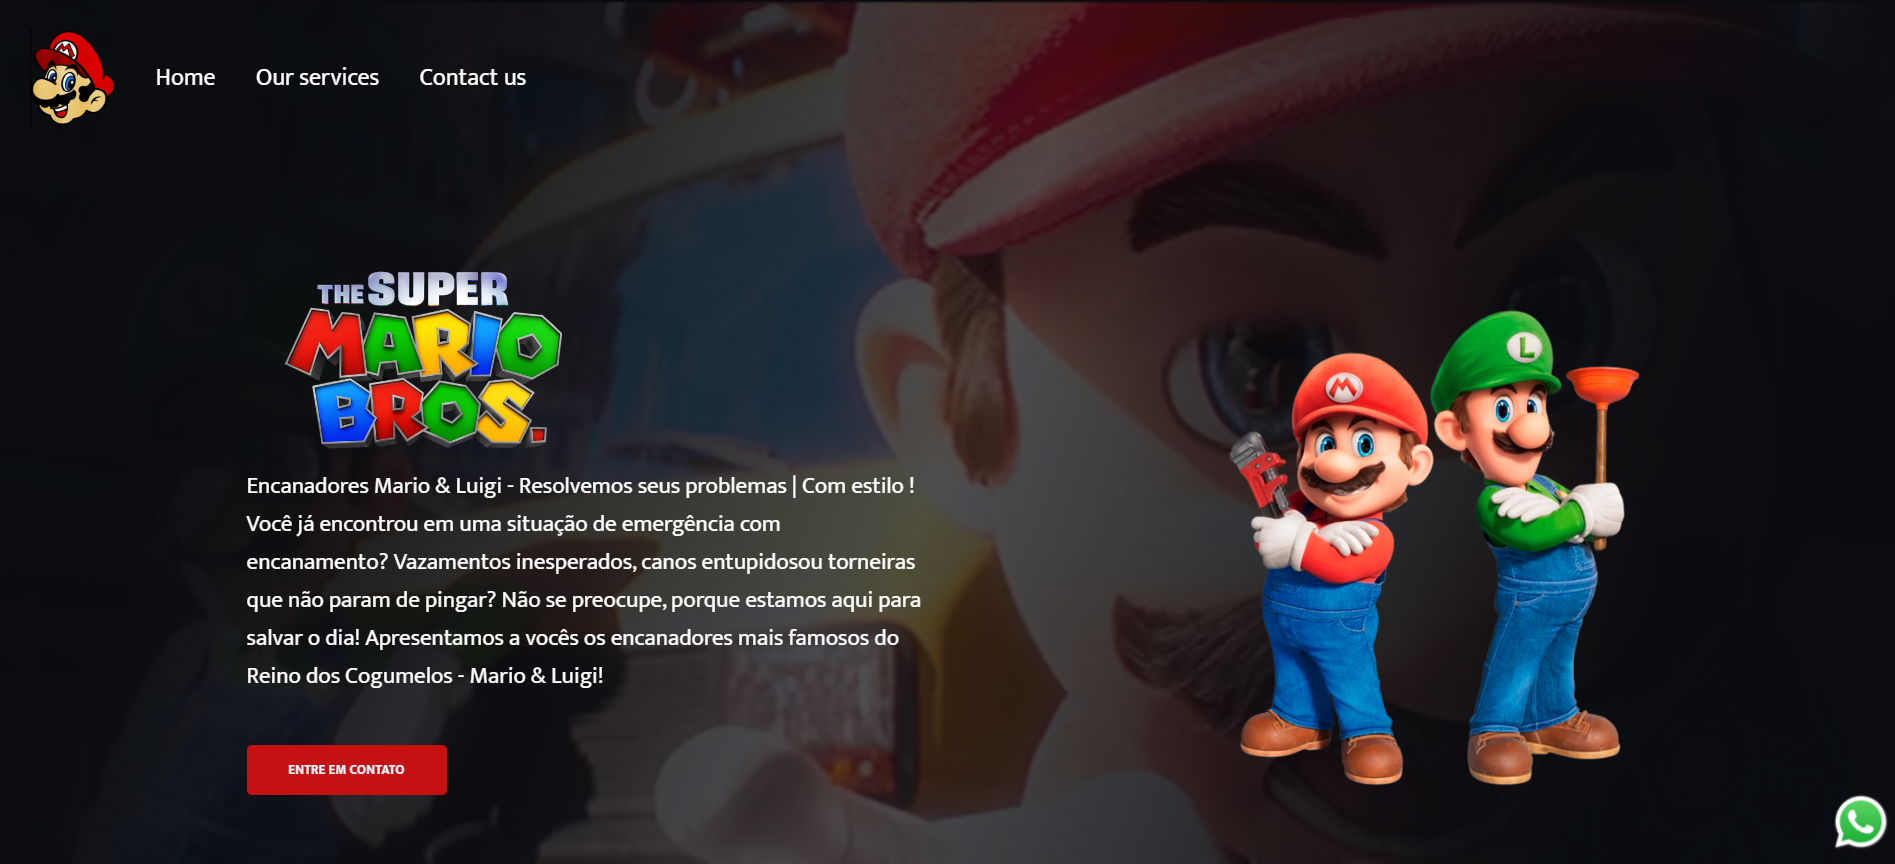 Home
Our services
Contact us
THE SUPER
MARIO
BROS.
Encanadores Mario & Luigi - Resolvemos seus problemas | Com estilo !
Você já encontrou em uma situação de emergência com
encanamento? Vazamentos inesperados, canos entupidosou torneiras
que não param de pingar? Não se preocupe, porque estamos aqui para
salvar o dia! Apresentamos a vocês os encanadores mais famosos do
Reino dos Cogumelos - Mario & Luigi!
ENTRE EM CONTATO
M
M
L